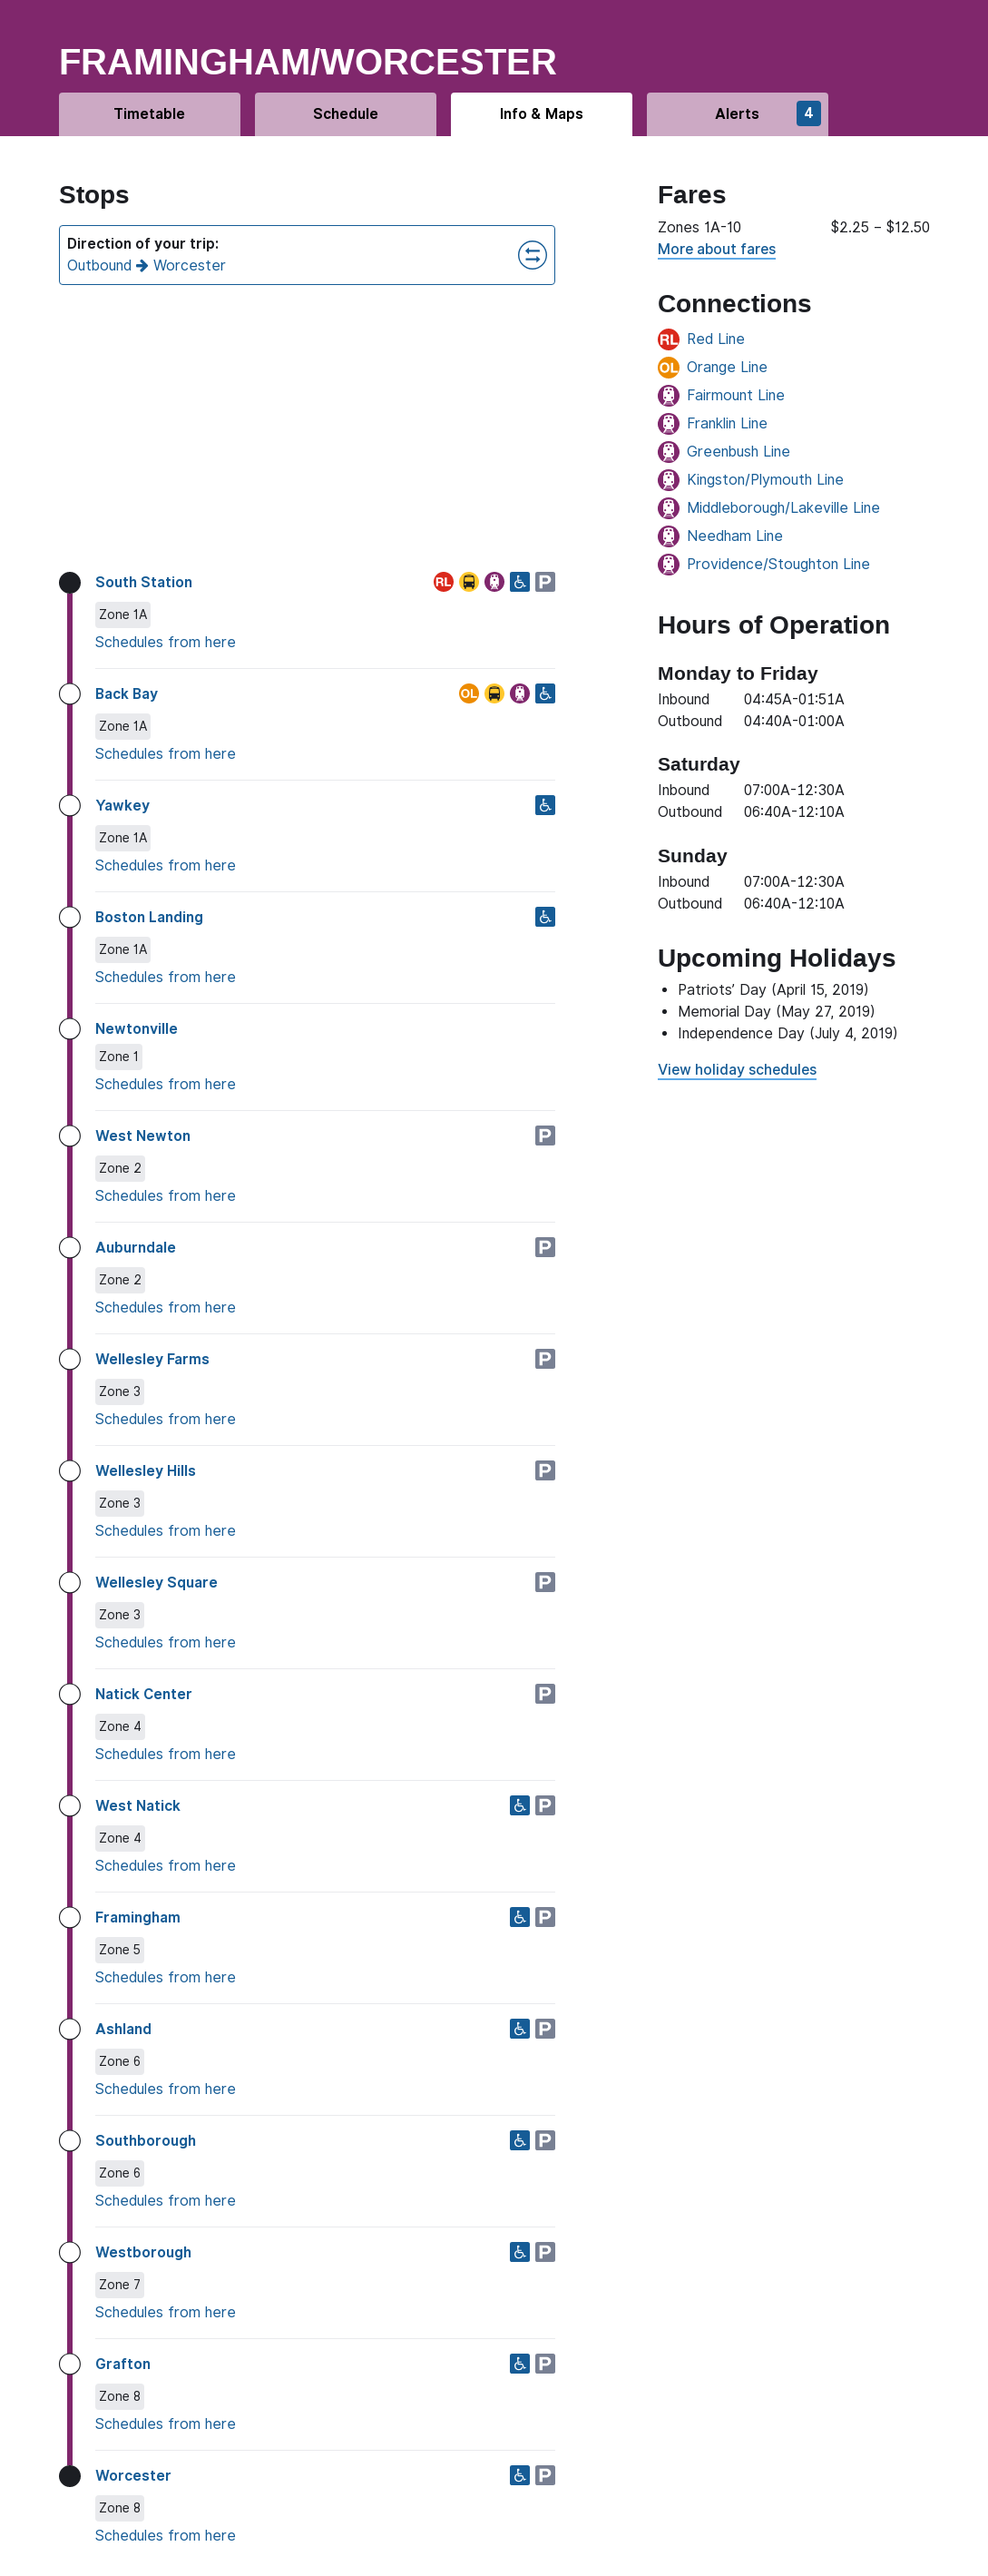 FRAMINGHAM/WORCESTER
Timetable
Schedule
Info & Maps
Alerts
4
Stops
Direction of your trip:
Outbound → Worcester
South Station
RL
P
Zone 1A
Schedules from here
Back Bay
OL
Zone 1A
Schedules from here
Yawkey
Zone 1A
Schedules from here
Boston Landing
Zone 1A
Schedules from here
Newtonville
Zone 1
Schedules from here
West Newton
P
Zone 2
Schedules from here
Auburndale
P
Zone 2
Schedules from here
Wellesley Farms
P
Zone 3
Schedules from here
Wellesley Hills
P
Zone 3
Schedules from here
Wellesley Square
P
Zone 3
Schedules from here
Natick Center
P
Zone 4
Schedules from here
West Natick
P
Zone 4
Schedules from here
Framingham
P
Zone 5
Schedules from here
Ashland
P
Zone 6
Schedules from here
Southborough
P
Zone 6
Schedules from here
Westborough
P
Zone 7
Schedules from here
Grafton
P
Zone 8
Schedules from here
Worcester
P
Zone 8
Schedules from here
Fares
Zones 1A-10 $2.25 – $12.50
More about fares
Connections
RL Red Line
OL Orange Line
Fairmount Line
Franklin Line
Greenbush Line
Kingston/Plymouth Line
Middleborough/Lakeville Line
Needham Line
Providence/Stoughton Line
Hours of Operation
Monday to Friday
Inbound 04:45A-01:51A
Outbound 04:40A-01:00A
Saturday
Inbound 07:00A-12:30A
Outbound 06:40A-12:10A
Sunday
Inbound 07:00A-12:30A
Outbound 06:40A-12:10A
Upcoming Holidays
• Patriots’ Day (April 15, 2019)
• Memorial Day (May 27, 2019)
• Independence Day (July 4, 2019)
View holiday schedules